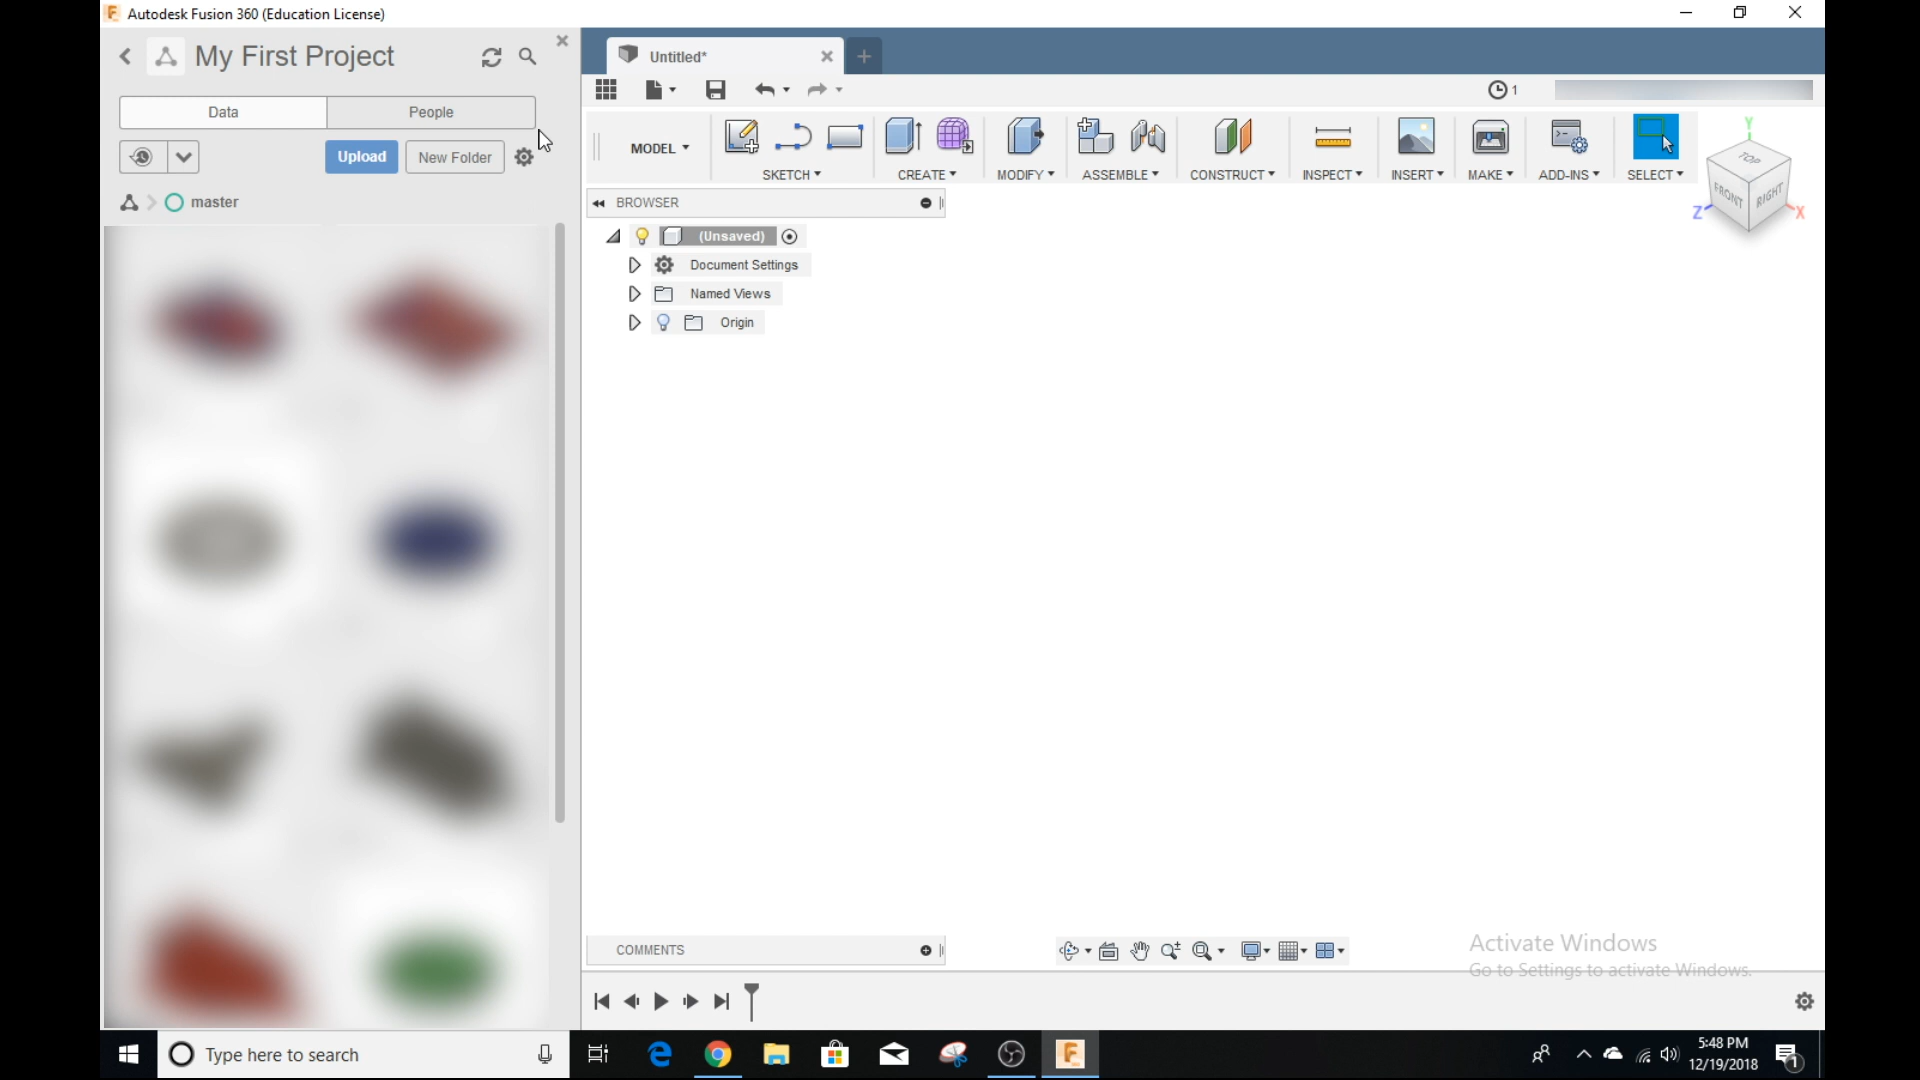 Autodesk Fusion 360 (Education License)
My First Project
Untitled*
1
Data
People
Upload
New Folder
master
MODEL
SKETCH
CREATE
MODIFY
ASSEMBLE
CONSTRUCT
INSPECT
INSERT
MAKE
ADD-INS
SELECT
Y
TOP
FRONT
RIGHT
Z
X
BROWSER
(Unsaved)
Document Settings
Named Views
Origin
COMMENTS
Activate Windows
Go to Settings to activate Windows.
Type here to search
5:48 PM
12/19/2018
1